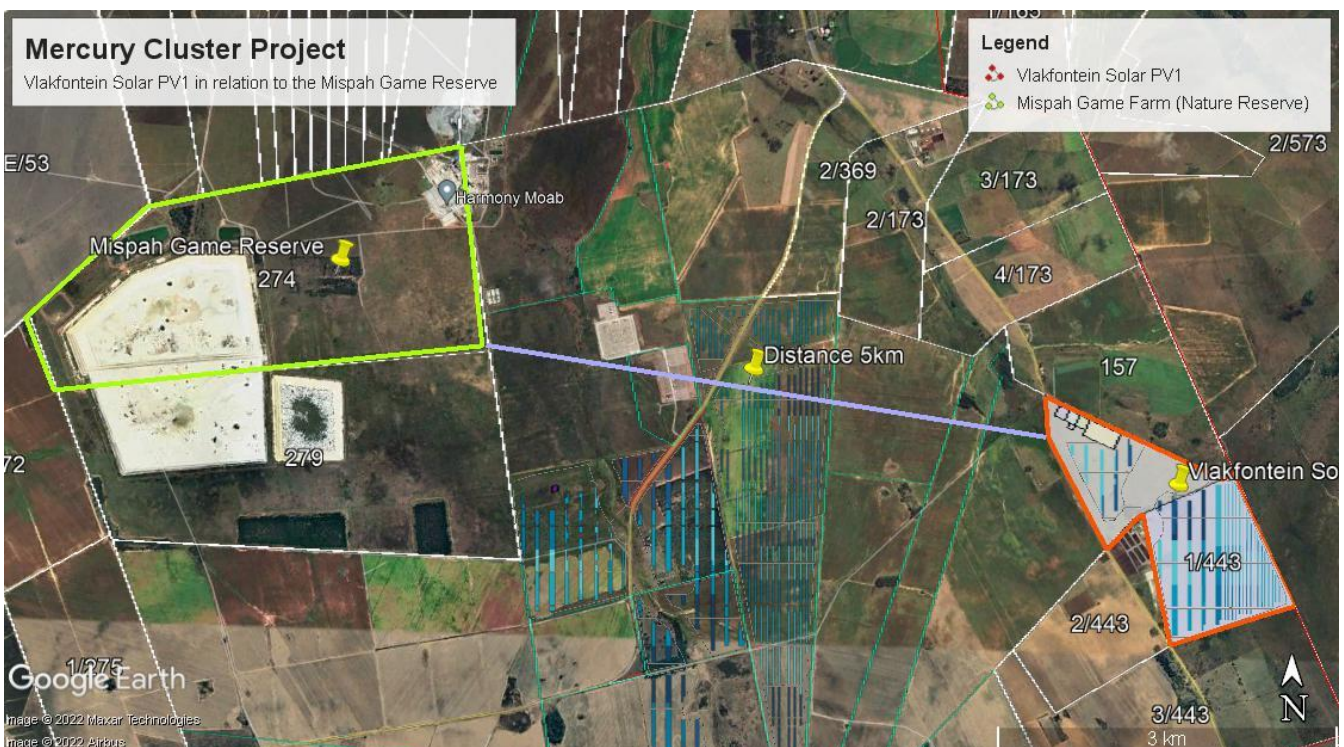 Mercury Cluster Project
Vlakfontein Solar PV1 in relation to the Mispah Game Reserve
Legend
Vlakfontein Solar PV1
Mispah Game Farm (Nature Reserve)
1/165
2/573
E/53
2/369
3/173
Harmony Moab
2/173
Mispah Game Reserve
274
4/173
Distance 5km
157
279
72
Vlakfontein So
1/443
2/443
1/275
Google Earth
N
3/443
Image © 2022 Maxar Technologies
3 km
Image © 2022 Airbus